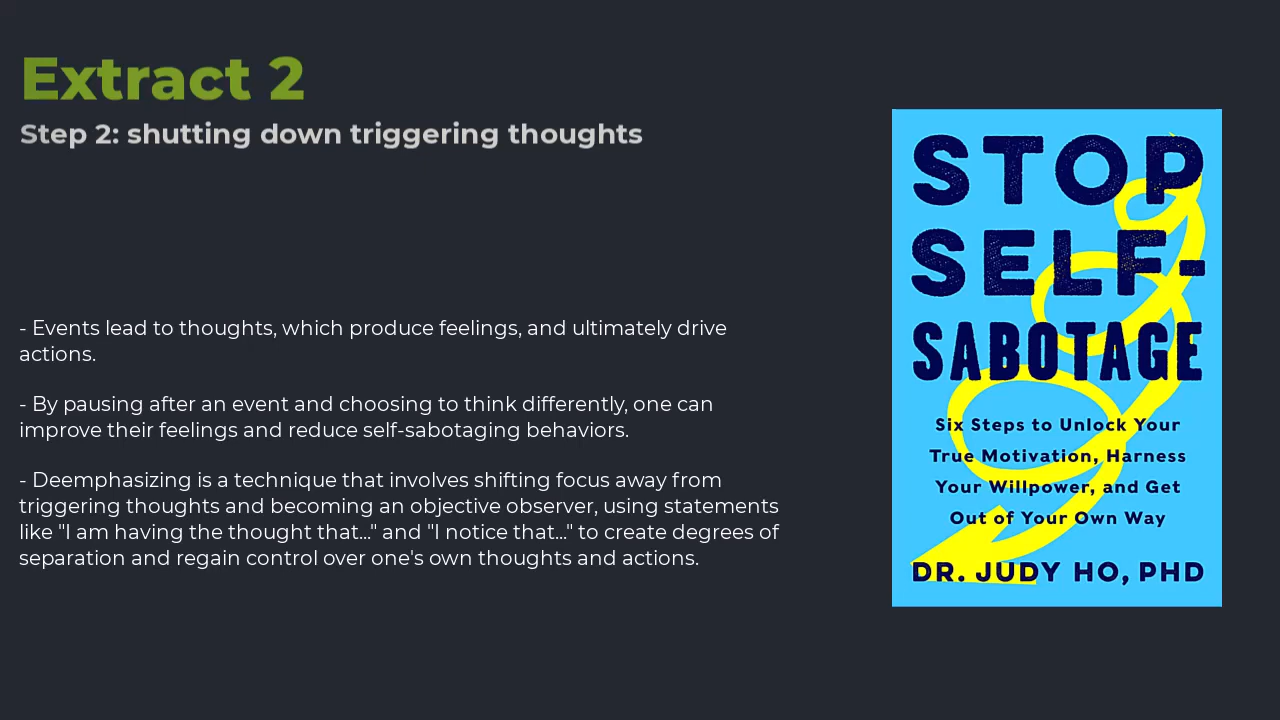 Extract 2
Step 2: shutting down triggering thoughts
- Events lead to thoughts, which produce feelings, and ultimately drive
actions.
- By pausing after an event and choosing to think differently, one can
improve their feelings and reduce self-sabotaging behaviors.
- Deemphasizing is a technique that involves shifting focus away from
triggering thoughts and becoming an objective observer, using statements
like "I am having the thought that..." and "I notice that..." to create degrees of
separation and regain control over one's own thoughts and actions.
STOP
SELF-
SABOTAGE
Six Steps to Unlock Your
True Motivation, Harness
Your Willpower, and Get
Out of Your Own Way
DR. JUDY HO, PHD